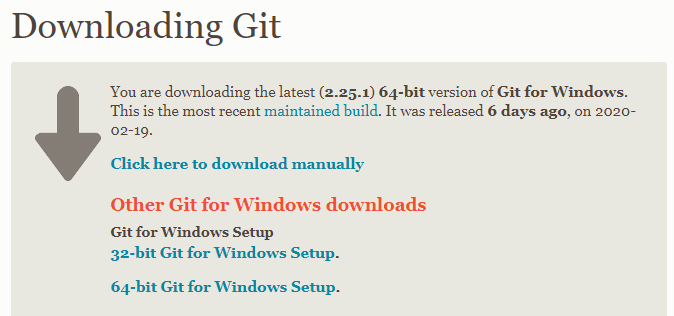 Downloading Git
You are downloading the latest (2.25.1) 64-bit version of Git for Windows.
This is the most recent maintained build. It was released 6 days ago, on 2020-
02-19.
Click here to download manually
Other Git for Windows downloads
Git for Windows Setup
32-bit Git for Windows Setup.
64-bit Git for Windows Setup.